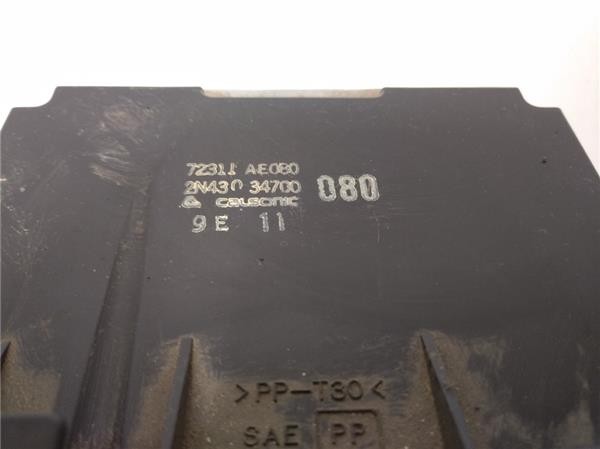 72311 AE080
2N430 34700 080
calsonic
9E 11
>PP-T30<
SAE PP